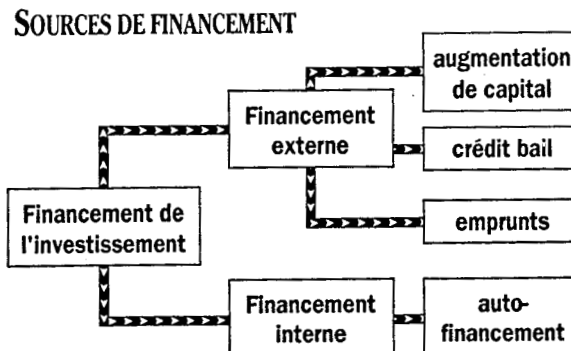 SOURCES DE FINANCEMENT
augmentation
de capital
Financement
externe
crédit bail
emprunts
Financement de
l'investissement
Financement
interne
auto-
financement